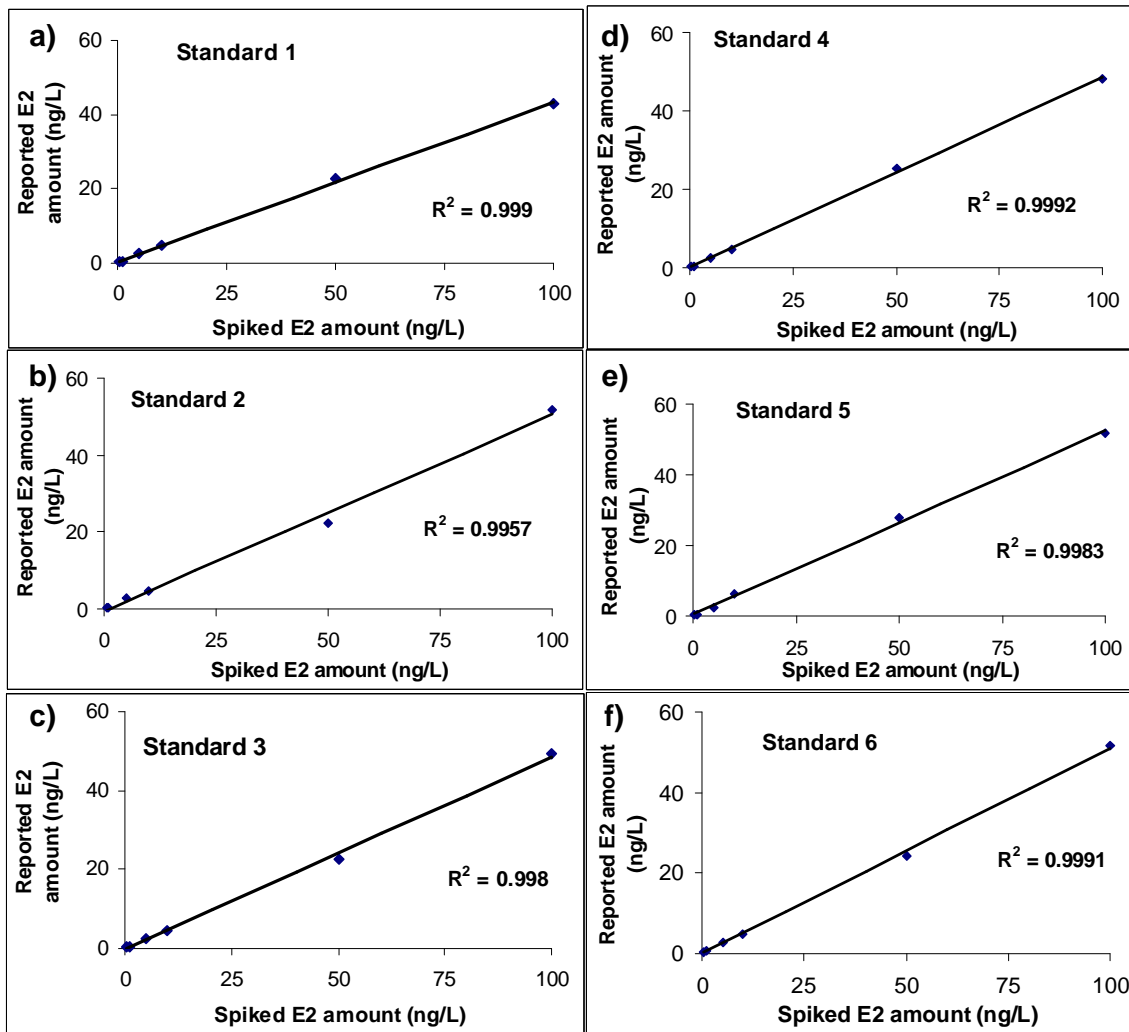 a)
Standard 1
Reported E2
amount (ng/L)
60
40
20
0
R² = 0.999
0 25 50 75 100
Spiked E2 amount (ng/L)
b)
Standard 2
Reported E2 amount
(ng/L)
60
40
20
0
R² = 0.9957
0 25 50 75 100
Spiked E2 amount (ng/L)
c)
Standard 3
Reported E2
amount (ng/L)
60
40
20
0
R² = 0.998
0 25 50 75 100
Spiked E2 amount (ng/L)
d)
Standard 4
Reported E2 amount
(ng/L)
60
40
20
0
R² = 0.9992
0 25 50 75 100
Spiked E2 amount (ng/L)
e)
Standard 5
Reported E2 amount
(ng/L)
60
40
20
0
R² = 0.9983
0 25 50 75 100
Spiked E2 amount (ng/L)
f)
Standard 6
Reported E2 amount
(ng/L)
60
40
20
0
R² = 0.9991
0 25 50 75 100
Spiked E2 amount (ng/L)